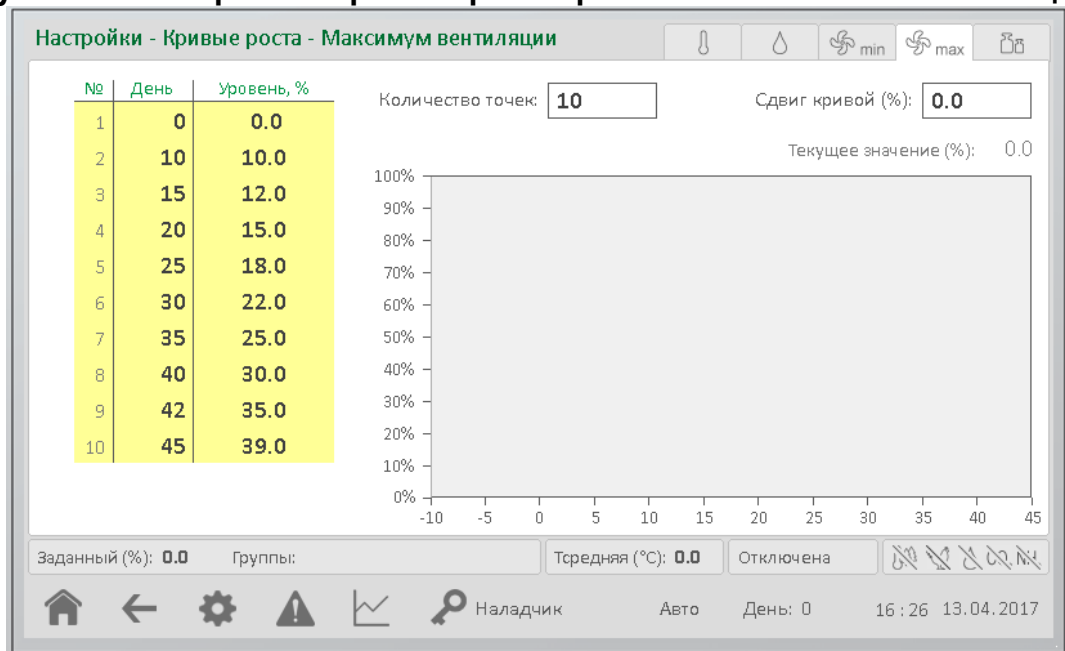 Настройки - Кривые роста - Максимум вентиляции
min
max
№ День Уровень, %
1 0 0.0
2 10 10.0
3 15 12.0
4 20 15.0
5 25 18.0
6 30 22.0
7 35 25.0
8 40 30.0
9 42 35.0
10 45 39.0
Количество точек: 10
Сдвиг кривой (%): 0.0
Текущее значение (%): 0.0
100%
90%
80%
70%
60%
50%
40%
30%
20%
10%
0%
-10 -5 0 5 10 15 20 25 30 35 40 45
Заданный (%): 0.0 Группы: Tсредняя (°C): 0.0 Отключена
Наладчик Авто День: 0 16 : 26 13.04.2017